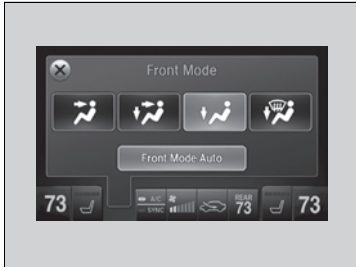 Front Mode
Front Mode Auto
73
A/C
SYNC
REAR
73
73